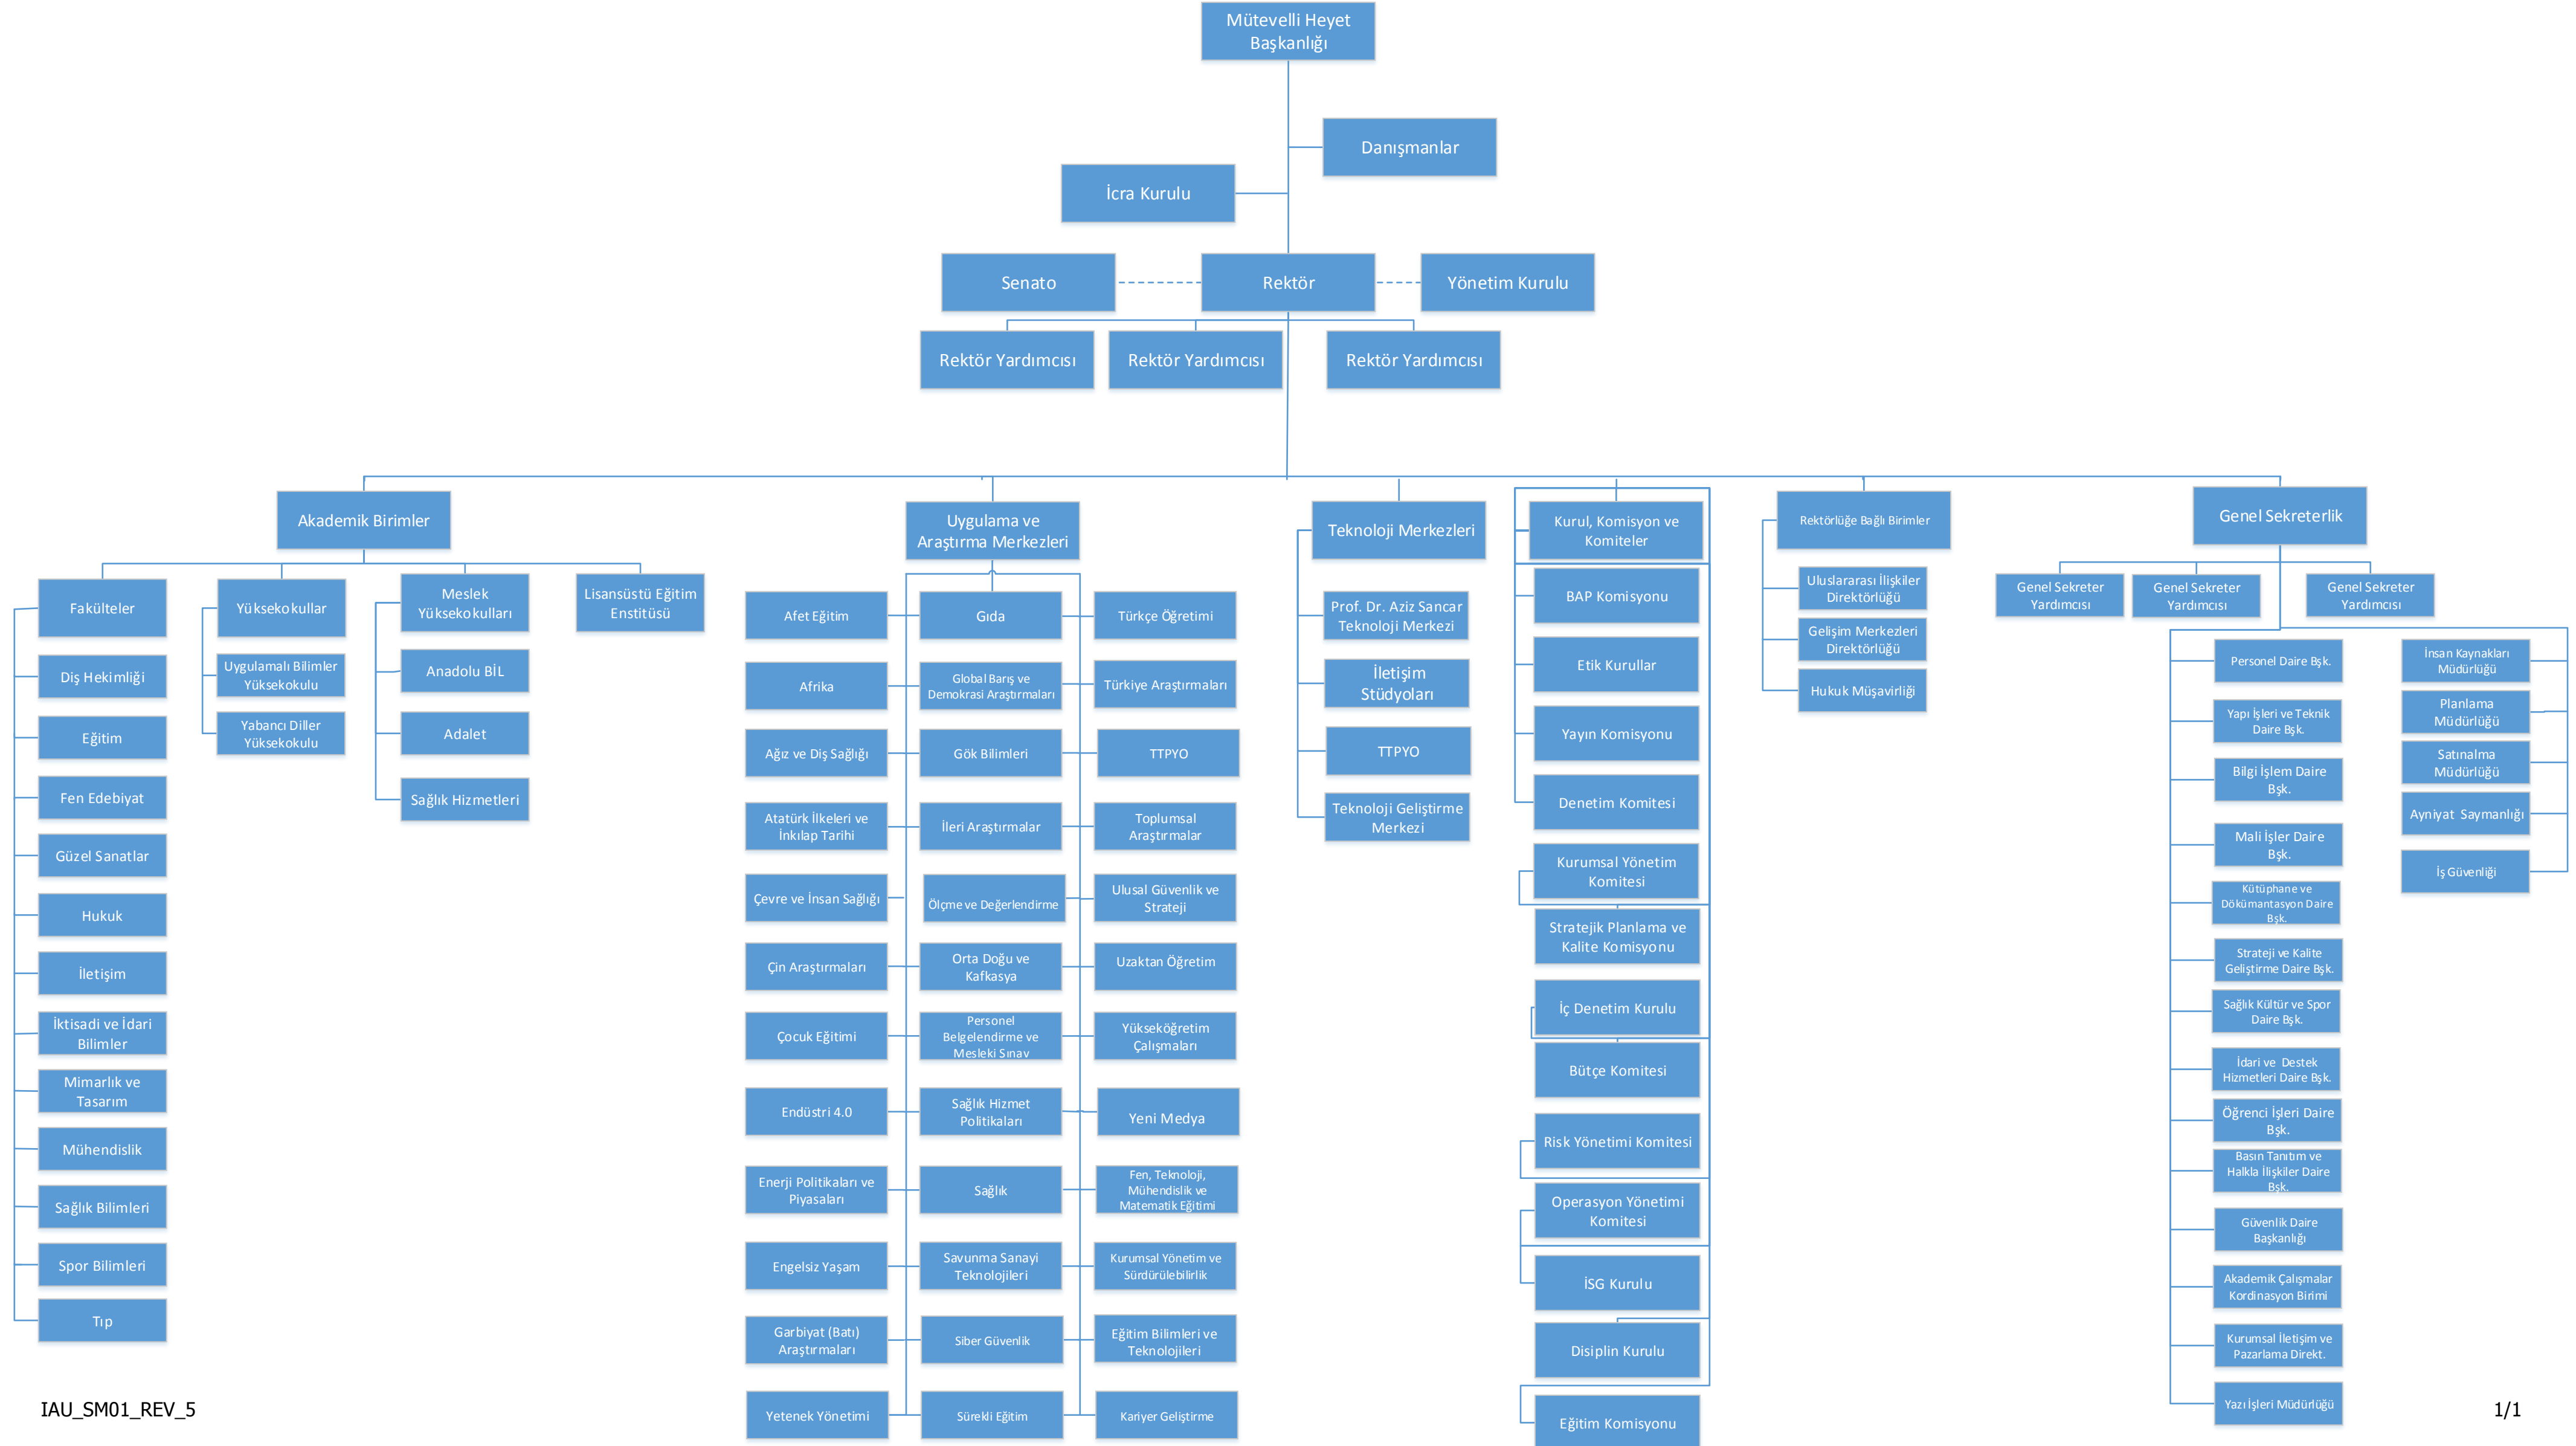 Mütevelli Heyet
Başkanlığı
Danışmanlar
İcra Kurulu
Senato
Rektör
Yönetim Kurulu
Rektör Yardımcısı
Rektör Yardımcısı
Rektör Yardımcısı
Akademik Birimler
Fakülteler
Diş Hekimliği
Eğitim
Fen Edebiyat
Güzel Sanatlar
Hukuk
İletişim
İktisadi ve İdari
Bilimler
Mimarlık ve
Tasarım
Mühendislik
Sağlık Bilimleri
Spor Bilimleri
Tıp
Yüksekokullar
Uygulamalı Bilimler
Yüksekokulu
Yabancı Diller
Yüksekokulu
Meslek
Yüksekokulları
Anadolu BİL
Adalet
Sağlık Hizmetleri
Lisansüstü Eğitim
Enstitüsü
Uygulama ve
Araştırma Merkezleri
Afet Eğitim
Afrika
Ağız ve Diş Sağlığı
Atatürk İlkeleri ve
İnkılap Tarihi
Çevre ve İnsan Sağlığı
Çin Araştırmaları
Çocuk Eğitimi
Endüstri 4.0
Enerji Politikaları ve
Piyasaları
Engelsiz Yaşam
Garbiyat (Batı)
Araştırmaları
Yetenek Yönetimi
Gıda
Global Barış ve
Demokrasi Araştırmaları
Gök Bilimleri
İleri Araştırmalar
Ölçme ve Değerlendirme
Orta Doğu ve
Kafkasya
Personel
Belgelendirme ve
Mesleki Sınav
Sağlık Hizmet
Politikaları
Sağlık
Savunma Sanayi
Teknolojileri
Siber Güvenlik
Sürekli Eğitim
Türkçe Öğretimi
Türkiye Araştırmaları
TTPYO
Toplumsal
Araştırmalar
Ulusal Güvenlik ve
Strateji
Uzaktan Öğretim
Yükseköğretim
Çalışmaları
Yeni Medya
Fen, Teknoloji,
Mühendislik ve
Matematik Eğitimi
Kurumsal Yönetim ve
Sürdürülebilirlik
Eğitim Bilimleri ve
Teknolojileri
Kariyer Geliştirme
Teknoloji Merkezleri
Prof. Dr. Aziz Sancar
Teknoloji Merkezi
İletişim
Stüdyoları
TTPYO
Teknoloji Geliştirme
Merkezi
Kurul, Komisyon ve
Komiteler
BAP Komisyonu
Etik Kurullar
Yayın Komisyonu
Denetim Komitesi
Kurumsal Yönetim
Komitesi
Stratejik Planlama ve
Kalite Komisyonu
İç Denetim Kurulu
Bütçe Komitesi
Risk Yönetimi Komitesi
Operasyon Yönetimi
Komitesi
İSG Kurulu
Disiplin Kurulu
Eğitim Komisyonu
Rektörlüğe Bağlı Birimler
Uluslararası İlişkiler
Direktörlüğü
Gelişim Merkezleri
Direktörlüğü
Hukuk Müşavirliği
Genel Sekreterlik
Genel Sekreter
Yardımcısı
Genel Sekreter
Yardımcısı
Genel Sekreter
Yardımcısı
Personel Daire Bşk.
Yapı İşleri ve Teknik
Daire Bşk.
Bilgi İşlem Daire
Bşk.
Mali İşler Daire
Bşk.
Kütüphane ve
Dökümantasyon Daire
Bşk.
Strateji ve Kalite
Geliştirme Daire Bşk.
Sağlık Kültür ve Spor
Daire Bşk.
İdari ve Destek
Hizmetleri Daire Bşk.
Öğrenci İşleri Daire
Bşk.
Basın Tanıtım ve
Halkla İlişkiler Daire
Bşk.
Güvenlik Daire
Başkanlığı
Akademik Çalışmalar
Kordinasyon Birimi
Kurumsal İletişim ve
Pazarlama Direkt.
Yazı İşleri Müdürlüğü
İnsan Kaynakları
Müdürlüğü
Planlama
Müdürlüğü
Satınalma
Müdürlüğü
Ayniyat Saymanlığı
İş Güvenliği
IAU_SM01_REV_5
1/1